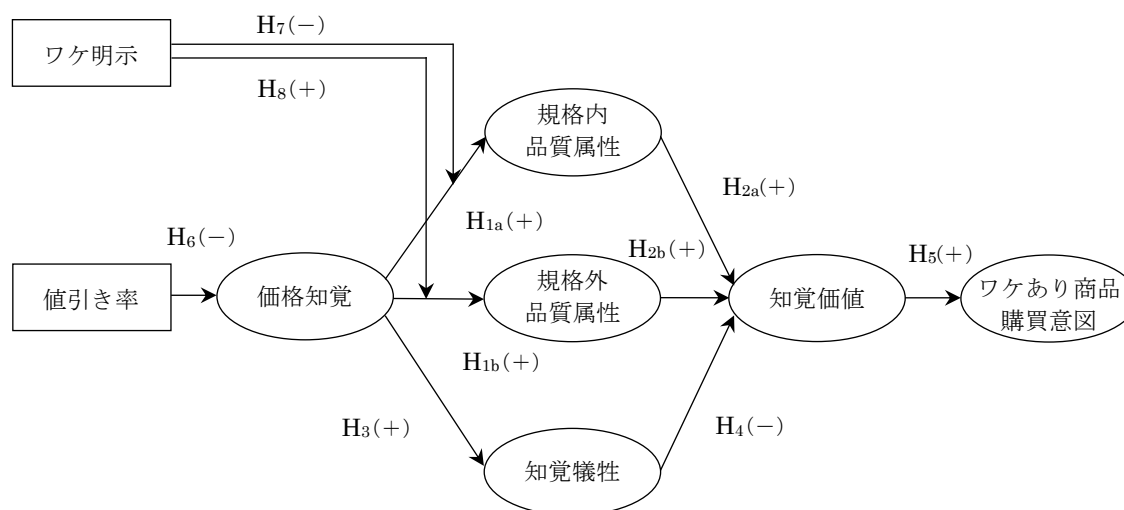 H7(−)
ワケ明示
H8(+)
規格内
品質属性
H2a(+)
H1a(+)
H6(−)
H2b(+)
H5(+)
値引き率
価格知覚
規格外
品質属性
知覚価値
ワケあり商品
購買意図
H1b(+)
H3(+)
H4(−)
知覚犠牲